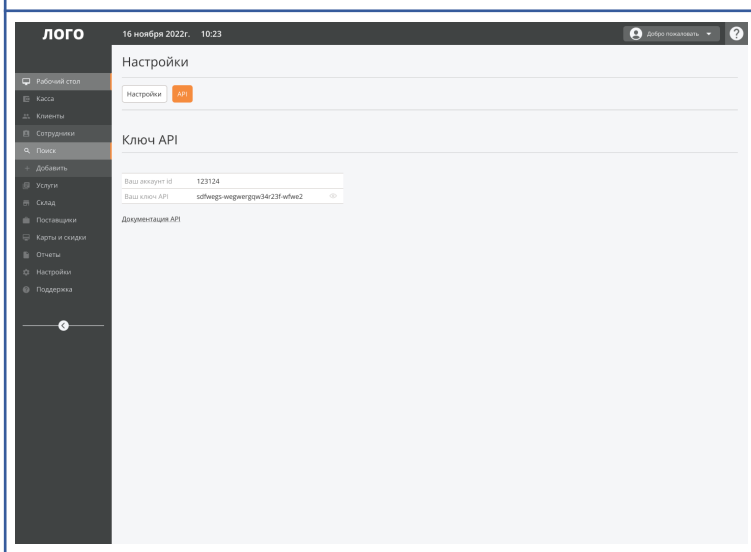 ЛОГО
16 ноября 2022г. 10:23
Добро пожаловать
?
Настройки
Рабочий стол
Касса
Клиенты
Сотрудники
Поиск
Добавить
Услуги
Склад
Поставщики
Карты и скидки
Отчеты
Настройки
Поддержка
Настройки API
Ключ API
Ваш аккаунт id 123124
Ваш ключ API sdfwegs-wegwergqw34r23f-wfwe2
Документация API